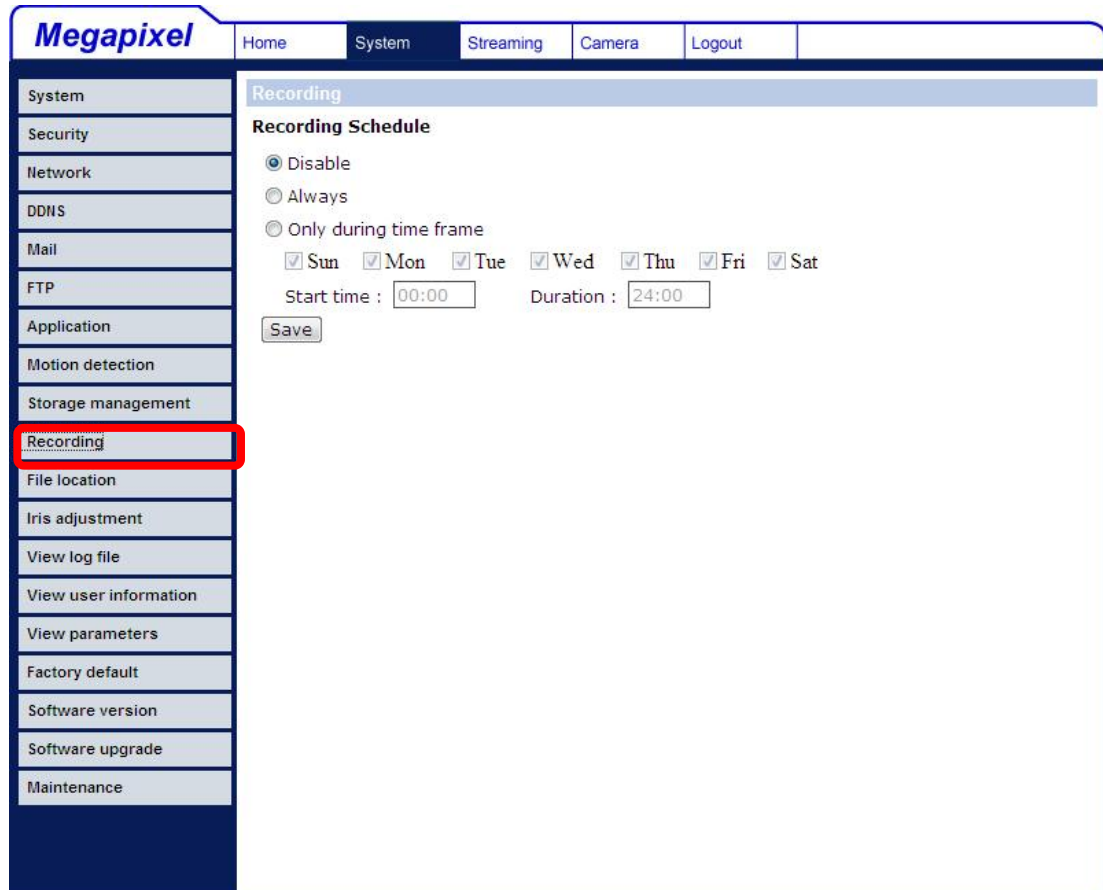 Megapixel
Home System Streaming Camera Logout
System
Security
Network
DDNS
Mail
FTP
Application
Motion detection
Storage management
Recording
File location
Iris adjustment
View log file
View user information
View parameters
Factory default
Software version
Software upgrade
Maintenance
Recording
Recording Schedule
Disable
Always
Only during time frame
Sun Mon Tue Wed Thu Fri Sat
Start time : 00:00 Duration : 24:00
Save